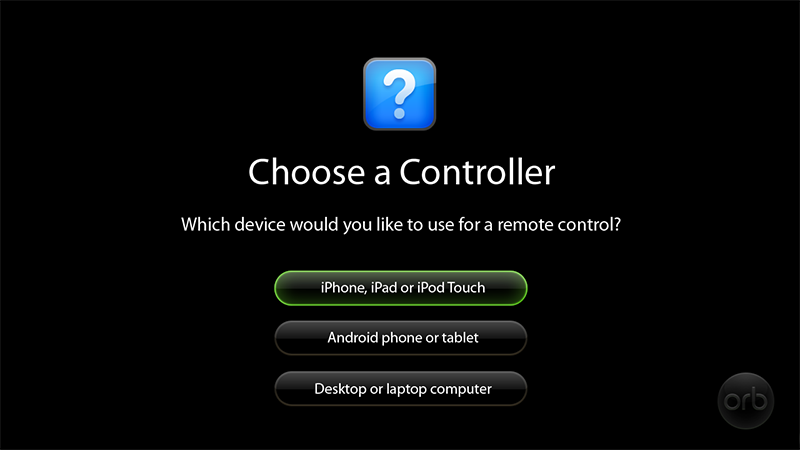 ?
Choose a Controller
Which device would you like to use for a remote control?
iPhone, iPad or iPod Touch
Android phone or tablet
Desktop or laptop computer
orb